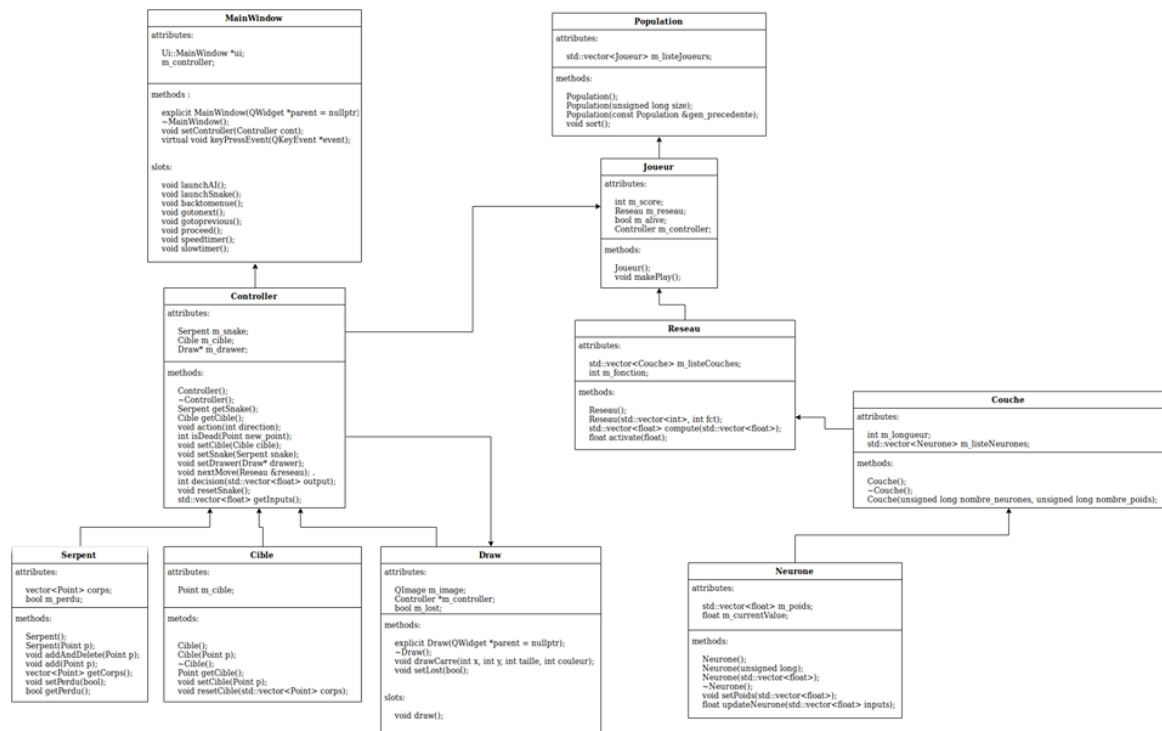 MainWindow
attributes:
Ui::MainWindow *ui;
m_controller;
methods :
explicit MainWindow(QWidget *parent = nullptr)
~MainWindow();
void setController(Controller cont);
virtual void keyPressEvent(QKeyEvent *event);
slots:
void launchAI();
void launchSnake();
void backtomenue();
void gotonext();
void gotoprevious();
void proceed();
void speedtimer();
void slowtimer();
Population
attributes:
std::vector<Joueur> m_listeJoueurs;
methods:
Population();
Population(unsigned long size);
Population(const Population &gen_precedente);
void sort();
Joueur
attributes:
int m_score;
Reseau m_reseau;
bool m_alive;
Controller m_controller;
methods:
Joueur();
void makePlay();
Controller
attributes:
Serpent m_snake;
Cible m_cible;
Draw* m_drawer;
methods:
Controller();
~Controller();
Serpent getSnake();
Cible getCible();
void action(int direction);
int isDead(Point new_point);
void setCible(Cible cible);
void setSnake(Serpent snake);
void setDrawer(Draw* drawer);
void nextMove(Reseau &reseau); .
int decision(std::vector<float> output);
void resetSnake();
std::vector<float> getInputs();
Reseau
attributes:
std::vector<Couche> m_listeCouches;
int m_fonction;
methods:
Reseau();
Reseau(std::vector<int>, int fct);
std::vector<float> compute(std::vector<float>);
float activate(float);
Couche
attributes:
int m_longueur;
std::vector<Neurone> m_listeNeurones;
methods:
Couche();
~Couche();
Couche(unsigned long nombre_neurones, unsigned long nombre_poids);
Serpent
attributes:
vector<Point> corps;
bool m_perdu;
methods:
Serpent();
Serpent(Point p);
void addAndDelete(Point p);
void add(Point p);
vector<Point> getCorps();
void setPerdu(bool);
bool getPerdu();
Cible
attributes:
Point m_cible;
metods:
Cible();
Cible(Point p);
~Cible();
Point getCible();
void setCible(Point p);
void resetCible(std::vector<Point> corps);
Draw
attributes:
QImage m_image;
Controller *m_controller;
bool m_lost;
methods:
explicit Draw(QWidget *parent = nullptr);
~Draw();
void drawCarre(int x, int y, int taille, int couleur);
void setLost(bool);
slots:
void draw();
Neurone
attributes:
std::vector<float> m_poids;
float m_currentValue;
methods:
Neurone();
Neurone(unsigned long);
Neurone(std::vector<float>);
~Neurone();
void setPoids(std::vector<float>);
float updateNeurone(std::vector<float> inputs);